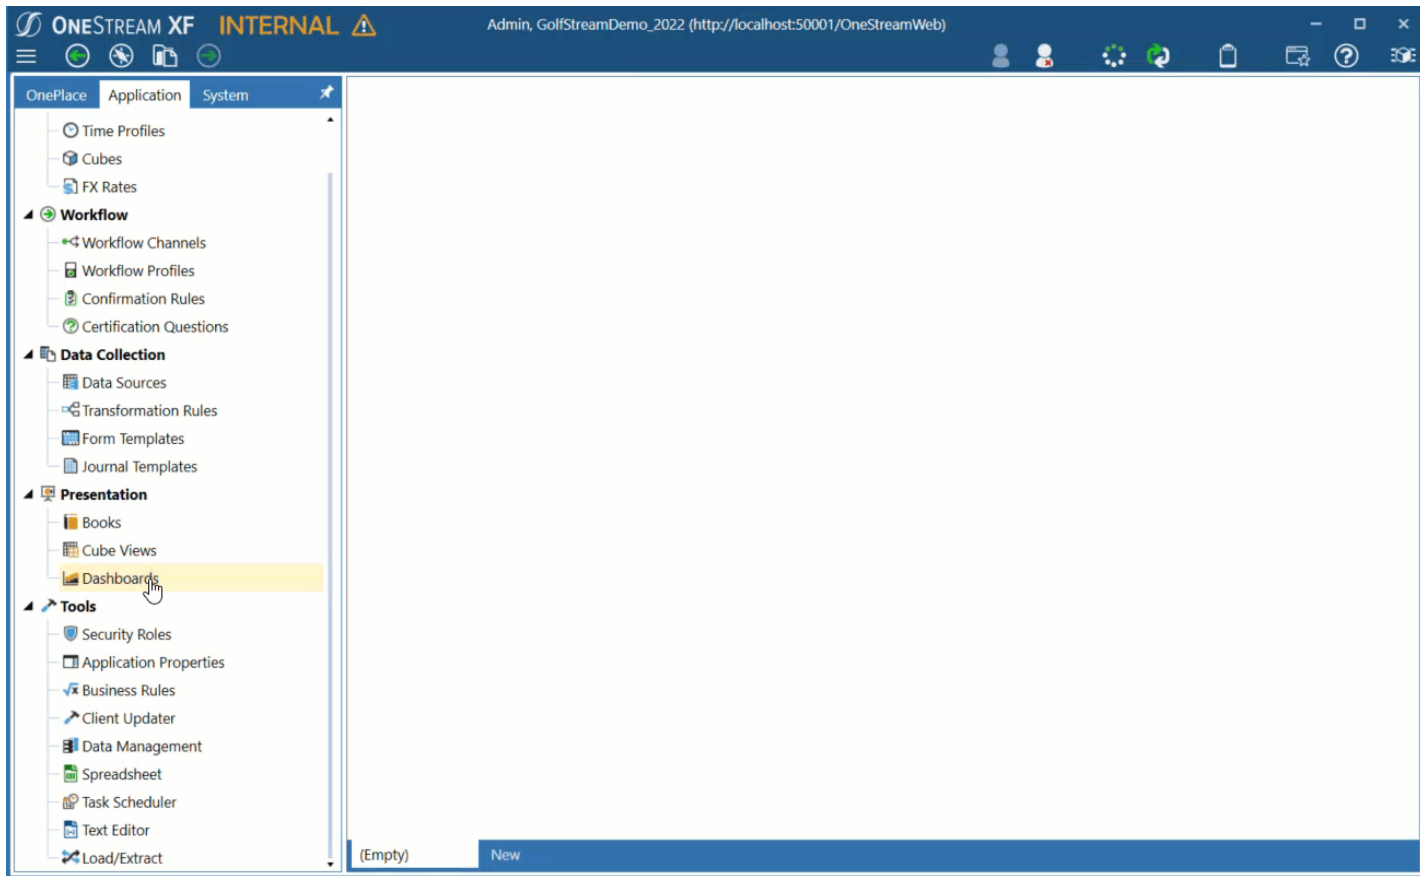 ONESTREAM XF INTERNAL
Admin, GolfStreamDemo_2022 (http://localhost:50001/OneStreamWeb)
OnePlace Application System
Time Profiles
Cubes
FX Rates
Workflow
Workflow Channels
Workflow Profiles
Confirmation Rules
Certification Questions
Data Collection
Data Sources
Transformation Rules
Form Templates
Journal Templates
Presentation
Books
Cube Views
Dashboards
Tools
Security Roles
Application Properties
Business Rules
Client Updater
Data Management
Spreadsheet
Task Scheduler
Text Editor
Load/Extract
(Empty) New